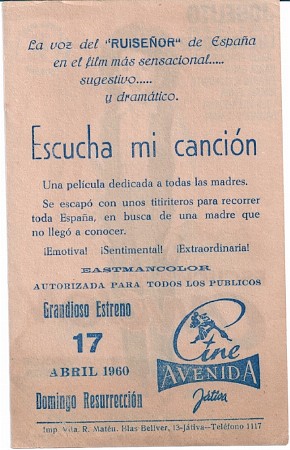 La voz del "RUISEÑOR" de España
en el film más sensacional.....
sugestivo.....
y dramático.
Escucha mi canción
Una película dedicada a todas las madres.
Se escapó con unos titiriteros para recorrer
toda España, en busca de una madre que
no llegó a conocer.
¡Emotiva! ¡Sentimental! ¡Extraordinaria!
EASTMANCOLOR
AUTORIZADA PARA TODOS LOS PUBLICOS
Grandioso Estreno
17
ABRIL 1960
Domingo Resurrección
Cine
AVENIDA
Játiva
Imp. Vda. R. Matéu. Blas Bellver, 13-Játiva-Teléfono 1117